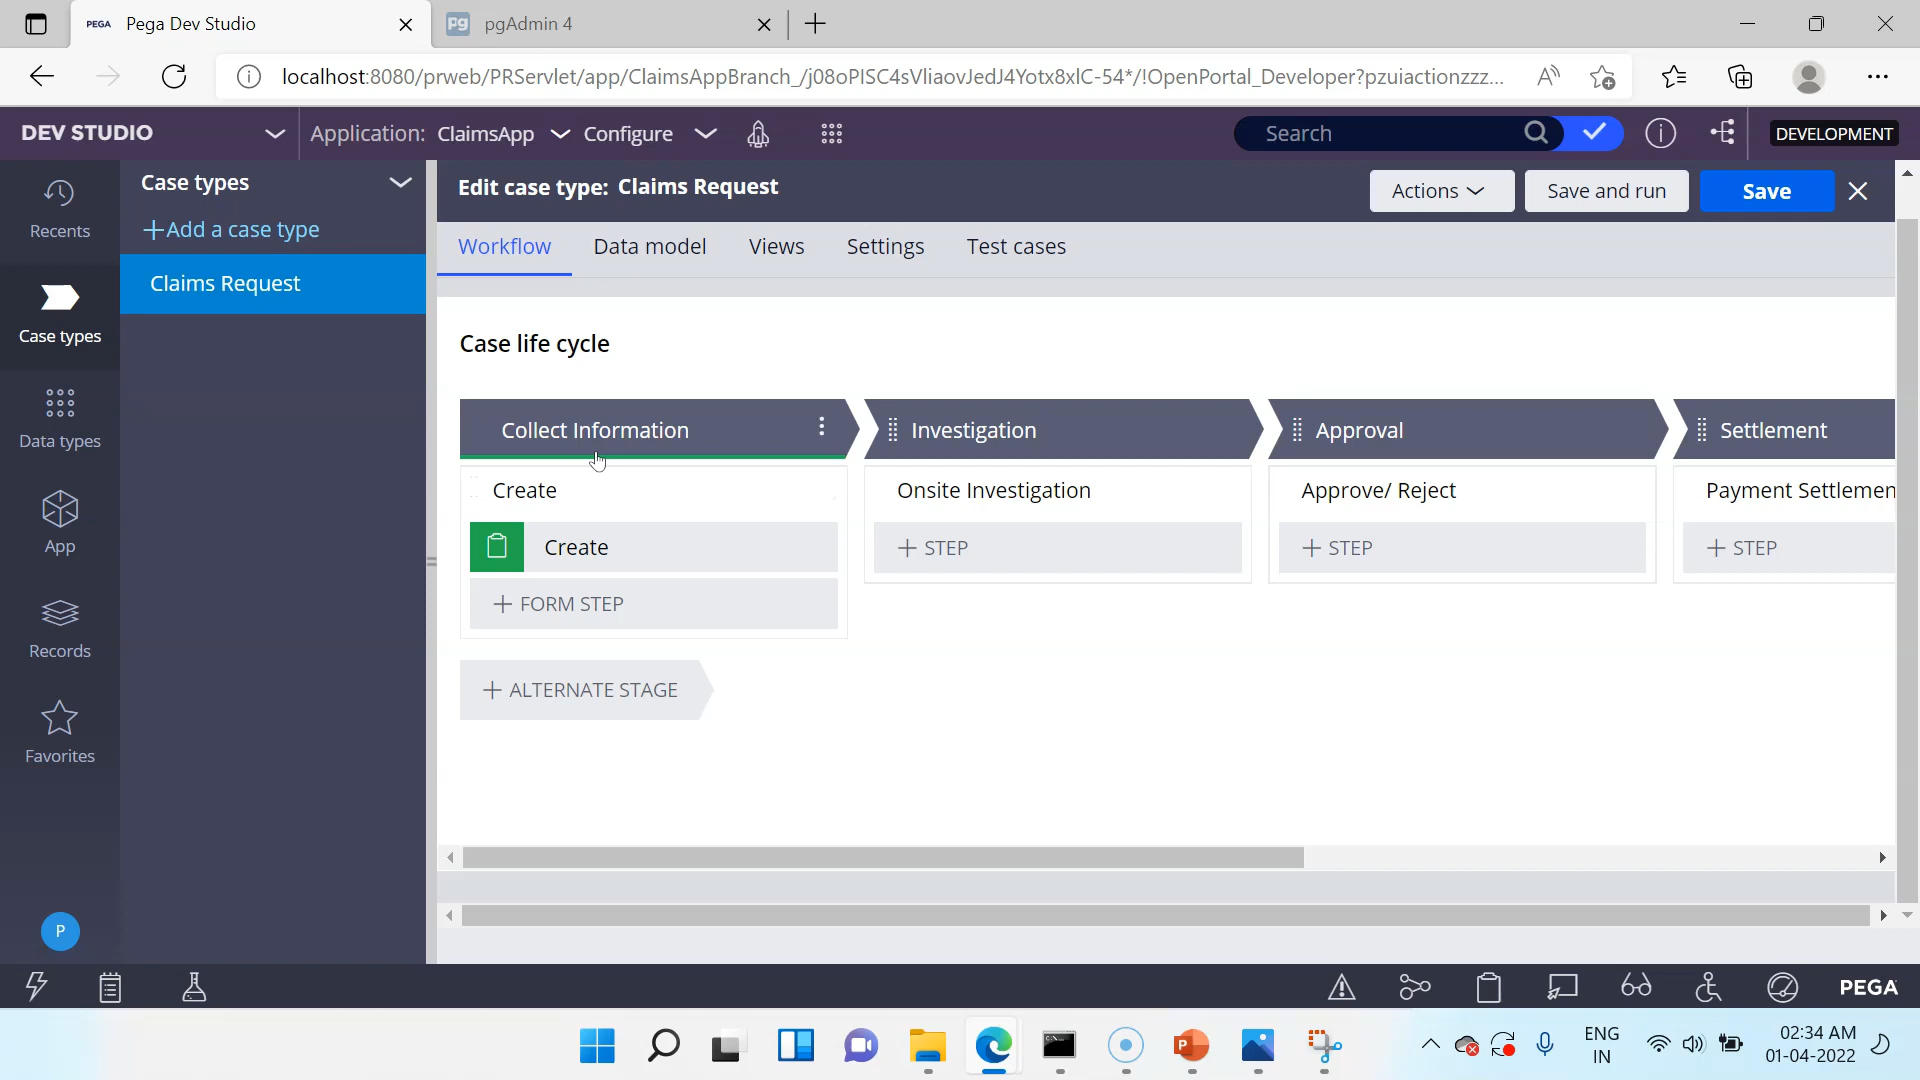 PEGA Pega Dev Studio
pg pgAdmin 4
localhost:8080/prweb/PRServlet/app/ClaimsAppBranch_/j08oPISC4sVliaovJedJ4Yotx8xlC-54*/!OpenPortal_Developer?pzuiactionzzz...
DEV STUDIO
Application: ClaimsApp
Configure
Search
DEVELOPMENT
Recents
Case types
Data types
App
Records
Favorites
P
Case types
+Add a case type
Claims Request
Edit case type: Claims Request
Actions
Save and run
Save
Workflow Data model Views Settings Test cases
Case life cycle
Collect Information
Investigation
Approval
Settlement
Create
Onsite Investigation
Approve/ Reject
Payment Settlemen
Create
+ STEP
+ STEP
+ STEP
+ FORM STEP
+ ALTERNATE STAGE
PEGA
ENG
IN
02:34 AM
01-04-2022